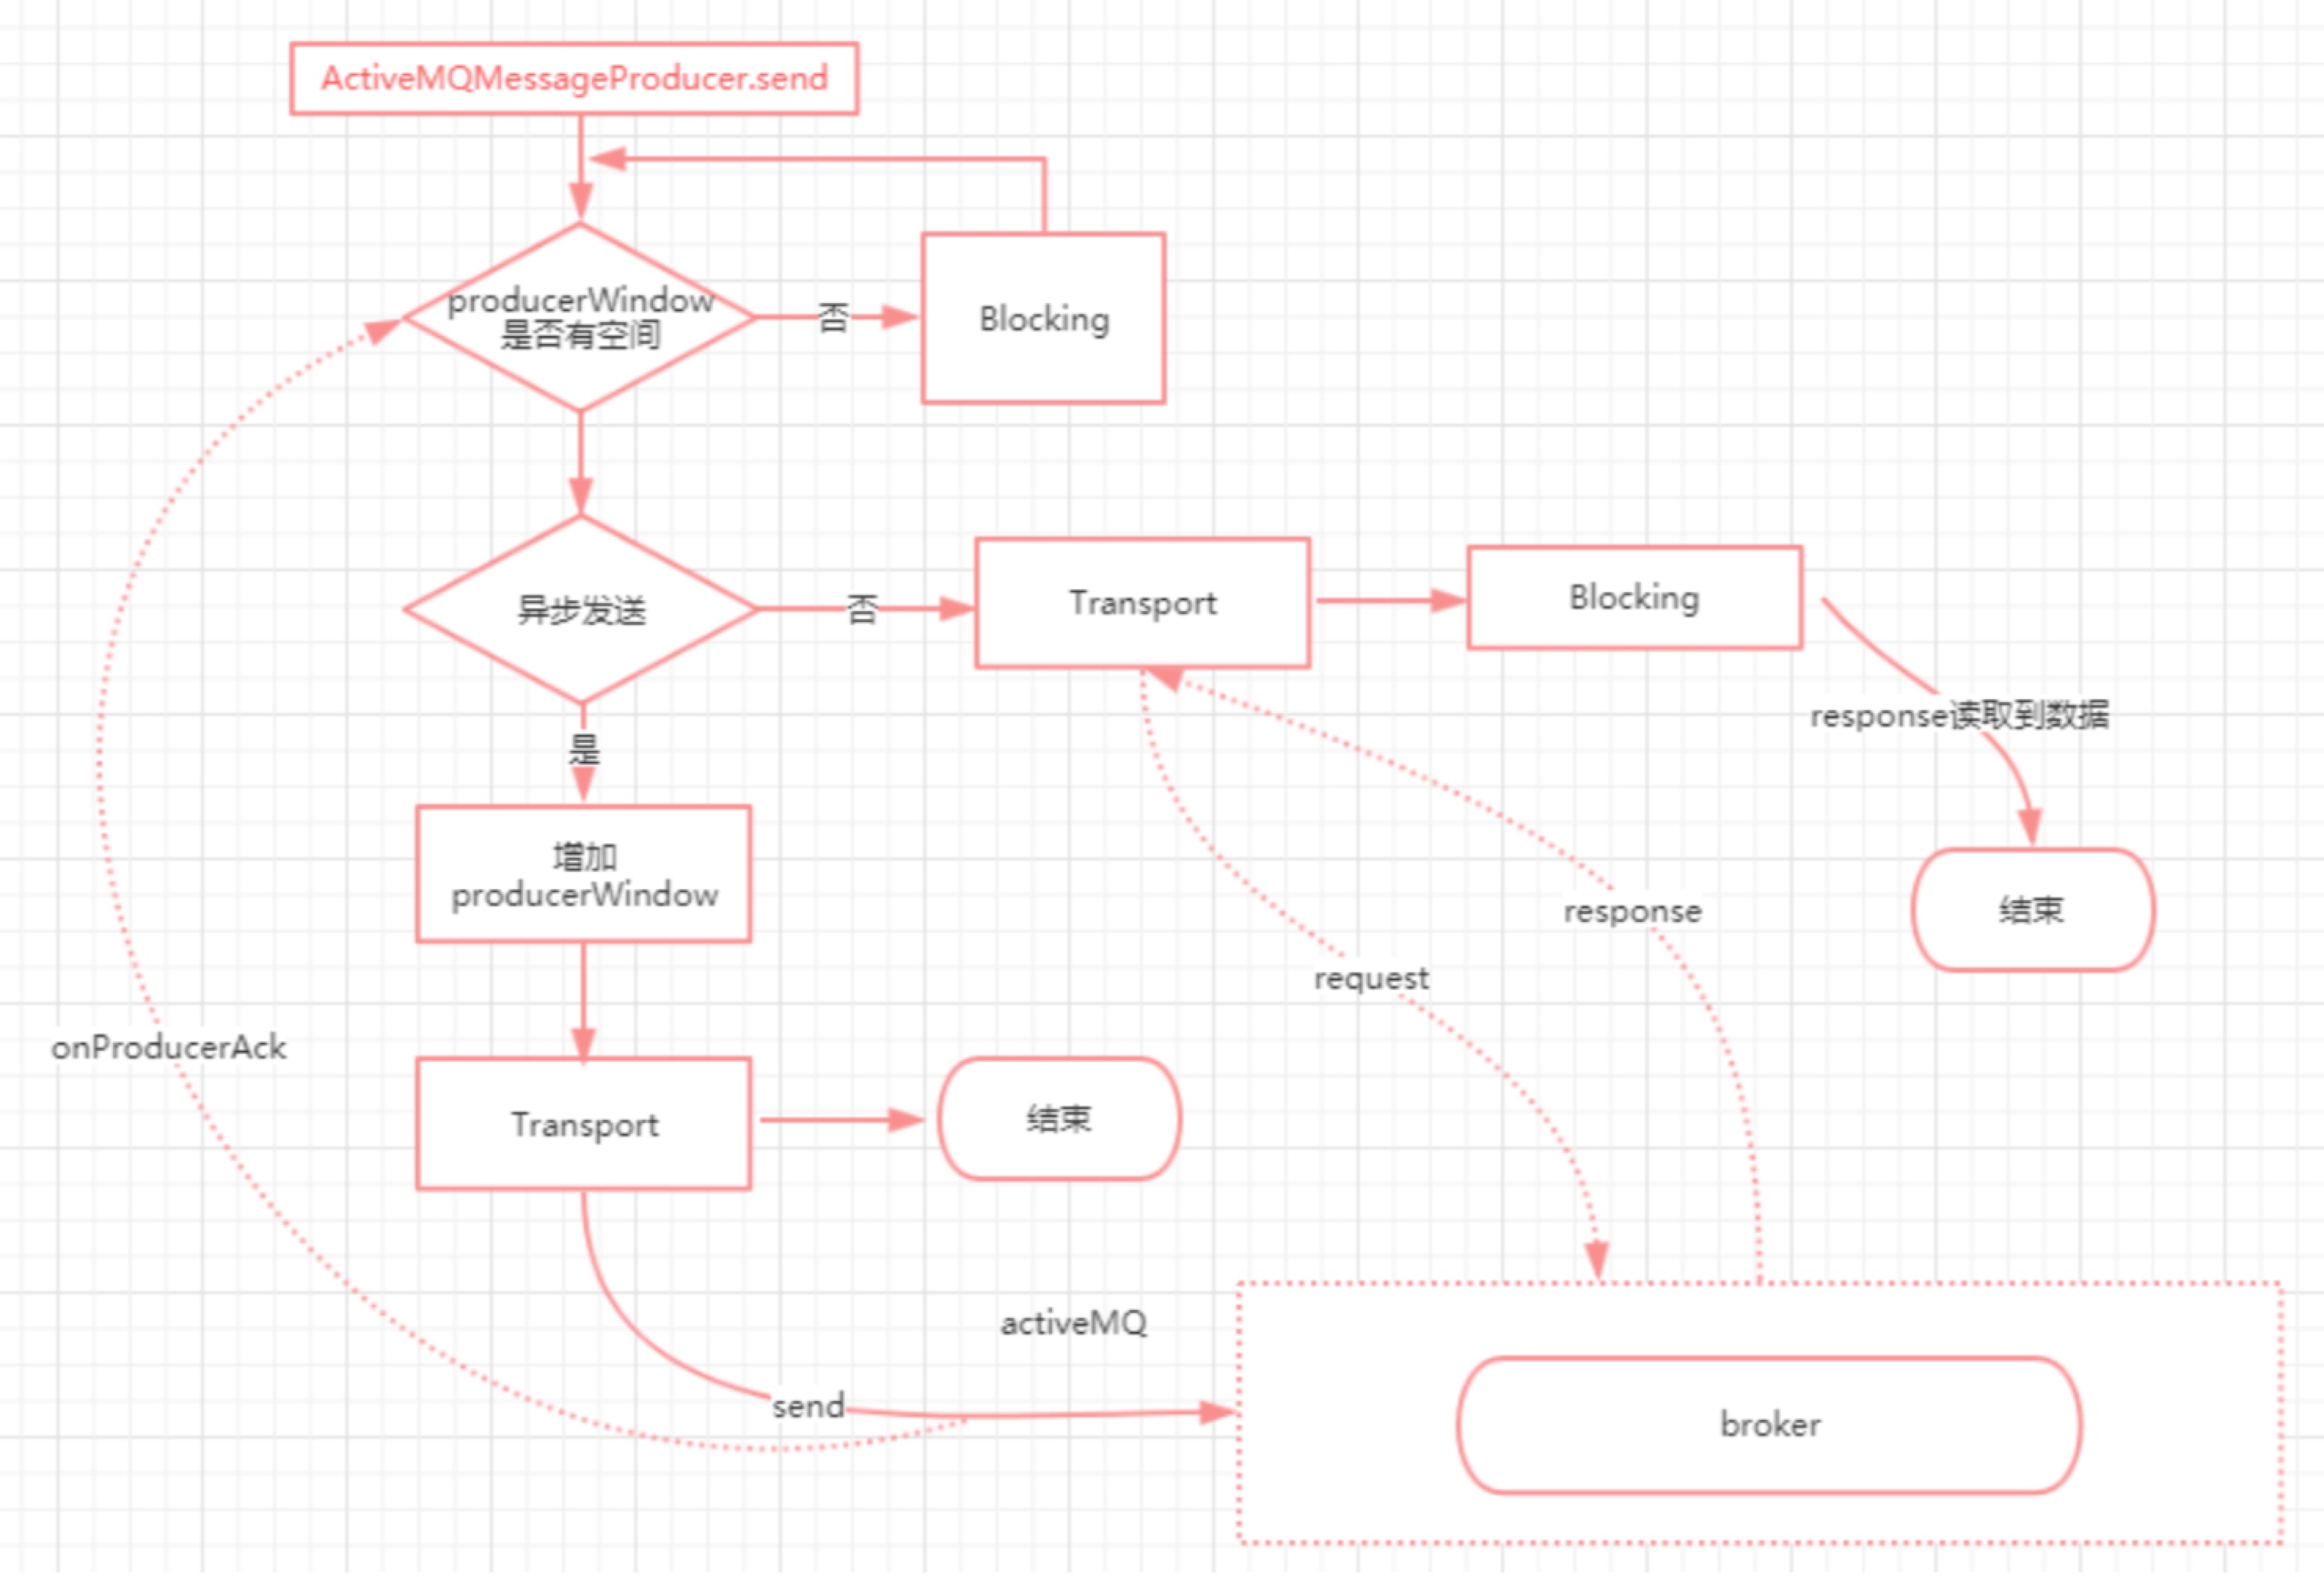 ActiveMQMessageProducer.send
producerWindow
是否有空间
否
Blocking
异步发送
否
Transport
Blocking
response读取到数据
是
增加
producerWindow
response
结束
request
onProducerAck
Transport
结束
activeMQ
send
broker